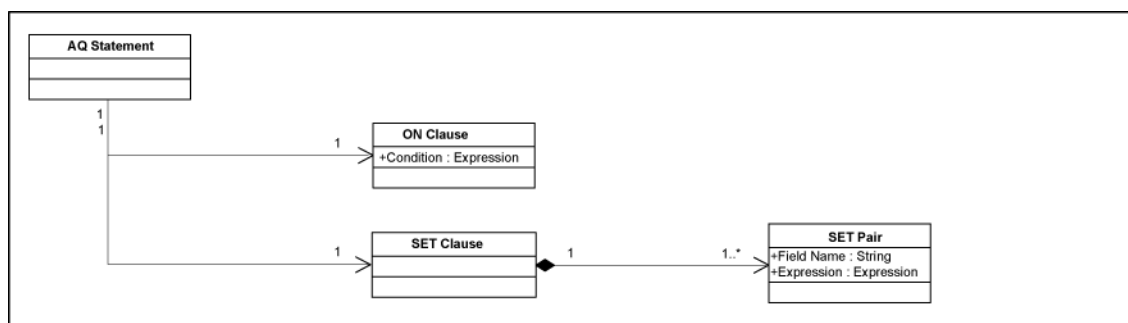 AQ Statement
1
1
ON Clause
1
+Condition : Expression
SET Clause
SET Pair
1
1
1..*
+Field Name : String
+Expression : Expression